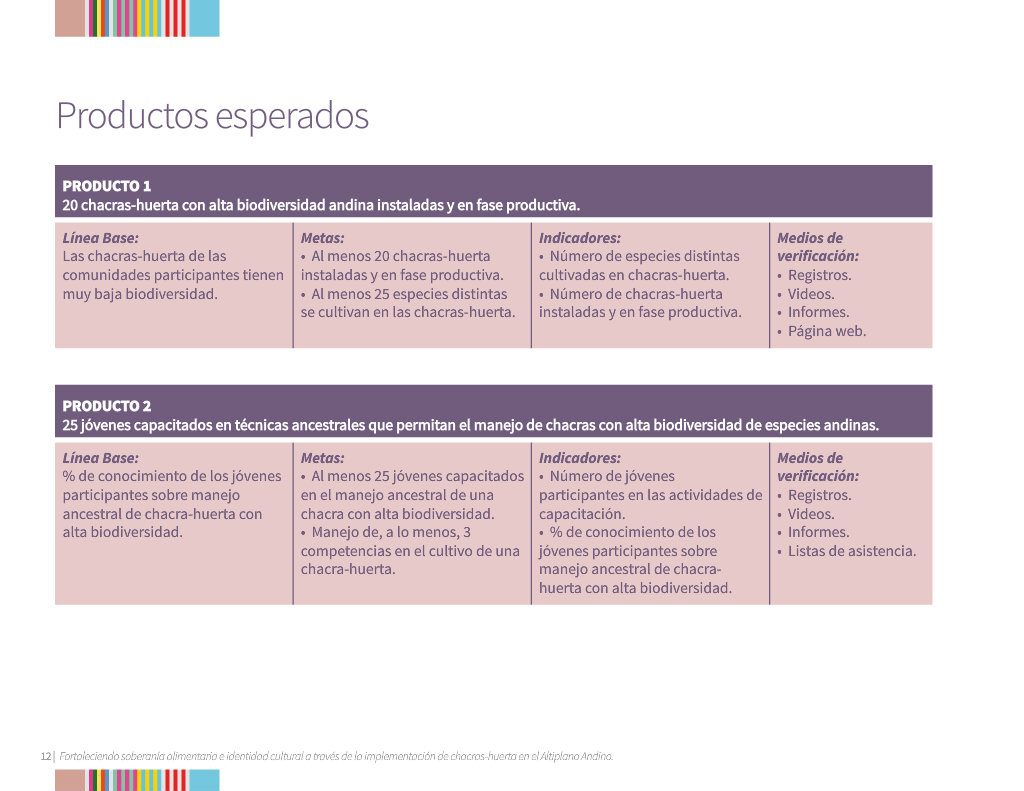 Productos esperados
PRODUCTO 1
20 chacras-huerta con alta biodiversidad andina instaladas y en fase productiva.
Línea Base:
Las chacras-huerta de las
comunidades participantes tienen
muy baja biodiversidad.
Metas:
• Al menos 20 chacras-huerta
instaladas y en fase productiva.
• Al menos 25 especies distintas
se cultivan en las chacras-huerta.
Indicadores:
• Número de especies distintas
cultivadas en chacras-huerta.
• Número de chacras-huerta
instaladas y en fase productiva.
Medios de
verificación:
• Registros.
• Videos.
• Informes.
• Página web.
PRODUCTO 2
25 jóvenes capacitados en técnicas ancestrales que permitan el manejo de chacras con alta biodiversidad de especies andinas.
Línea Base:
% de conocimiento de los jóvenes
participantes sobre manejo
ancestral de chacra-huerta con
alta biodiversidad.
Metas:
• Al menos 25 jóvenes capacitados
en el manejo ancestral de una
chacra con alta biodiversidad.
• Manejo de, a lo menos, 3
competencias en el cultivo de una
chacra-huerta.
Indicadores:
• Número de jóvenes
participantes en las actividades de
capacitación.
• % de conocimiento de los
jóvenes participantes sobre
manejo ancestral de chacra-
huerta con alta biodiversidad.
Medios de
verificación:
• Registros.
• Videos.
• Informes.
• Listas de asistencia.
12 | Fortaleciendo soberanía alimentaria e identidad cultural a través de la implementación de chacras-huerta en el Altiplano Andino.